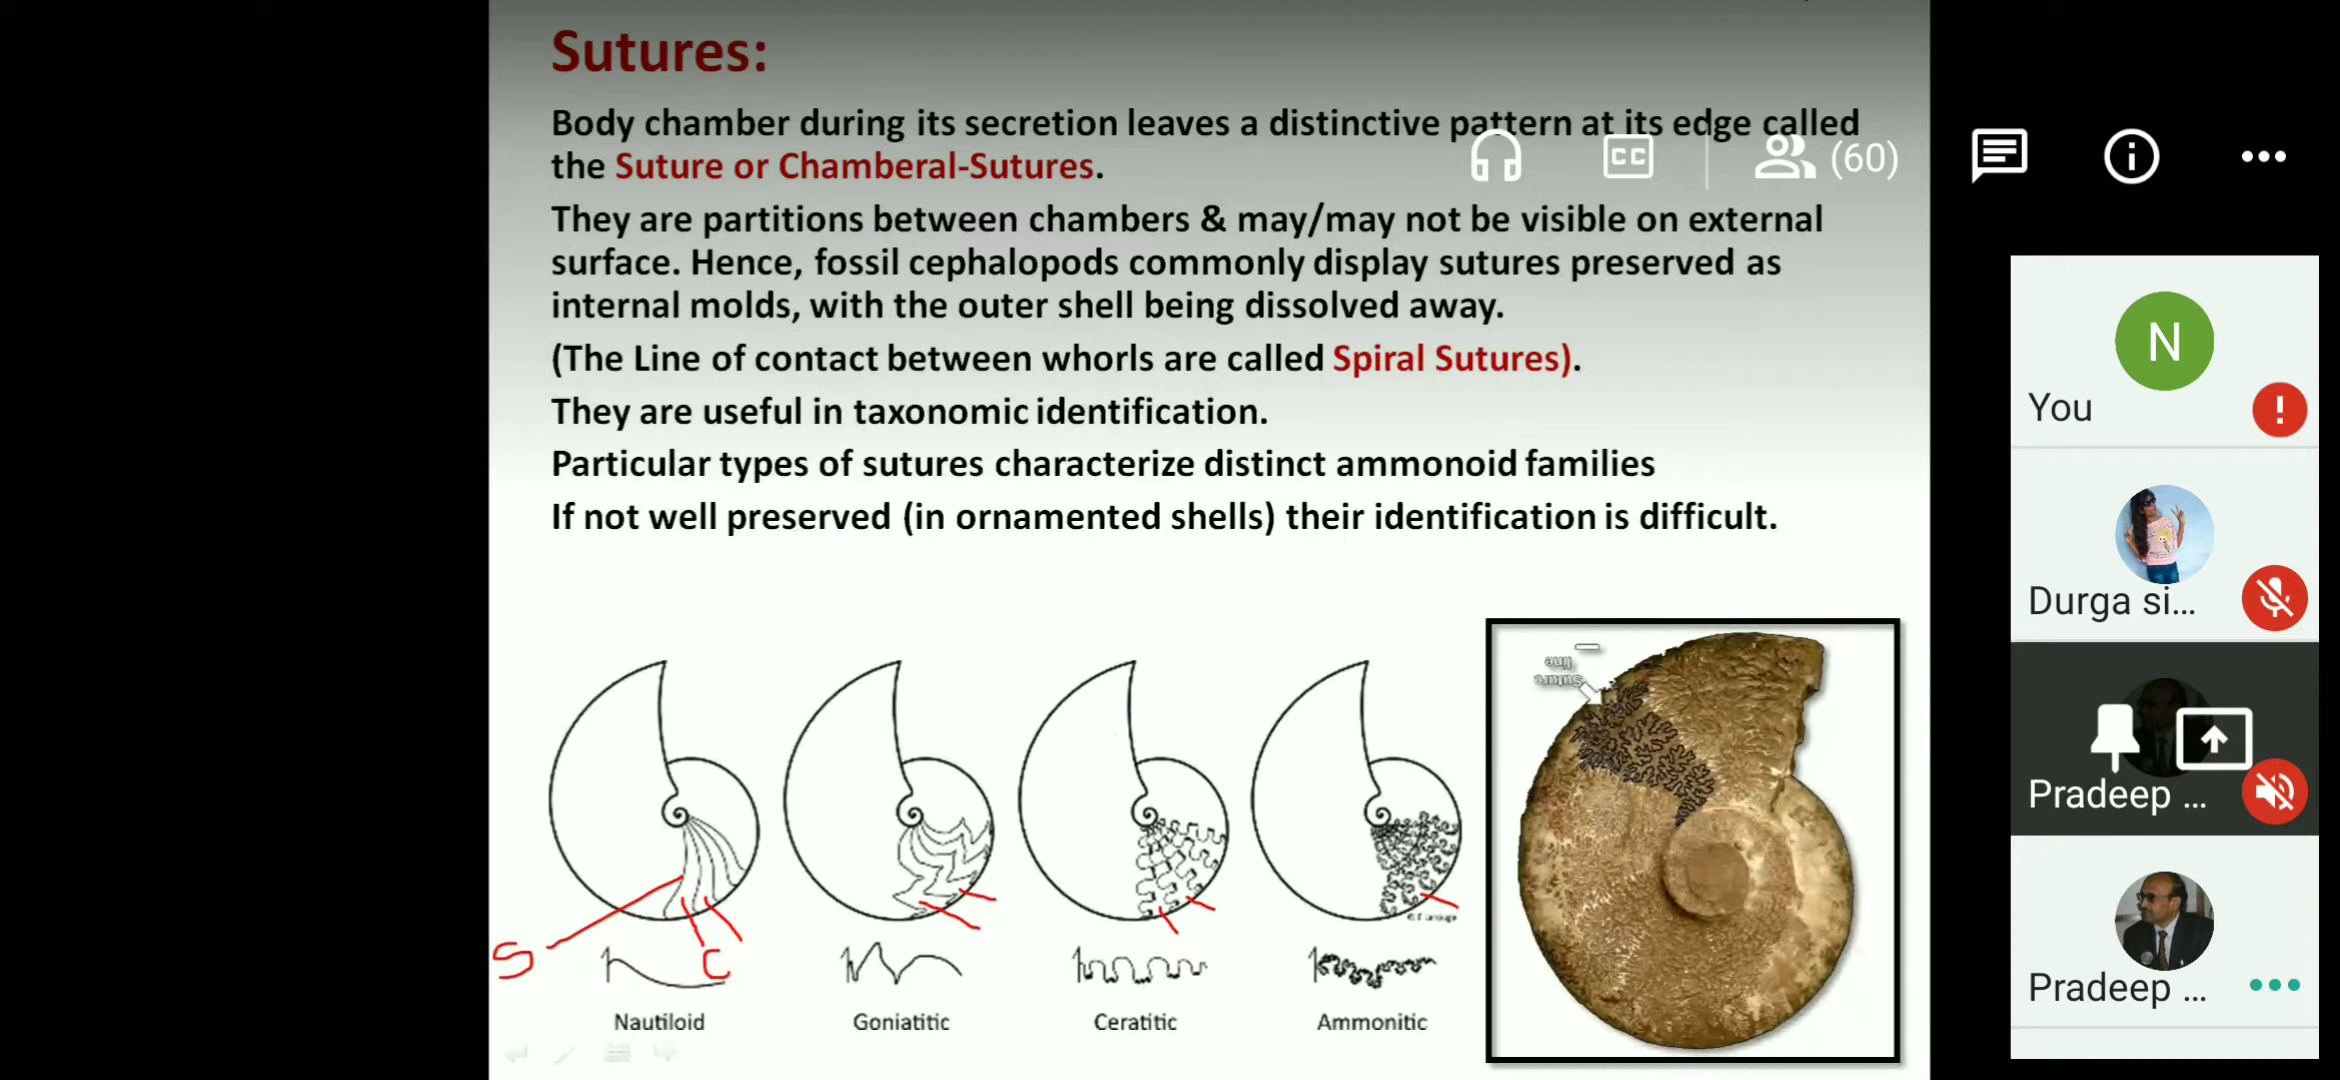 Sutures:
Body chamber during its secretion leaves a distinctive pattern at its edge called
the Suture or Chamberal-Sutures.
CC
(60)
They are partitions between chambers & may/may not be visible on external
surface. Hence, fossil cephalopods commonly display sutures preserved as
internal molds, with the outer shell being dissolved away.
(The Line of contact between whorls are called Spiral Sutures).
They are useful in taxonomic identification.
Particular types of sutures characterize distinct ammonoid families
If not well preserved (in ornamented shells) their identification is difficult.
S
C
Nautiloid
Goniatitic
Ceratitic
Ammonitic
suture
line
N
You
Durga si...
Pradeep ...
Pradeep ...